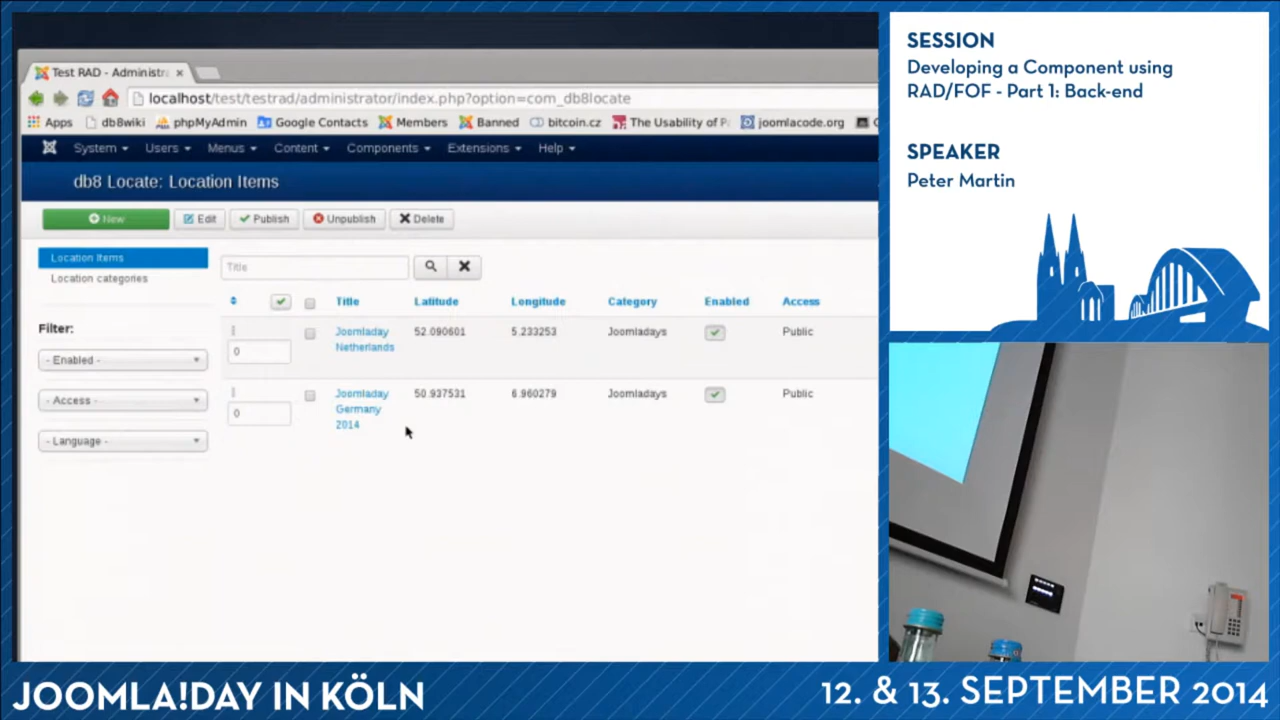 Test RAD - Administr
localhost/test/testrad/administrator/index.php?option=com_db8locate
Apps db8wiki phpMyAdmin Google Contacts Members Banned bitcoin.cz The Usability of joomlacode.org
System Users Menus Content Components Extensions Help
db8 Locate: Location Items
New Edit Publish Unpublish Delete
Location Items
Location categories
Filter:
- Enabled -
- Access -
- Language -
Title
Title Latitude Longitude Category Enabled Access
Joomladay Netherlands 52.090601 5.233253 Joomladays Public
0
Joomladay Germany 2014 50.937531 6.960279 Joomladays Public
0
SESSION
Developing a Component using
RAD/FOF - Part 1: Back-end
SPEAKER
Peter Martin
JOOMLA!DAY IN KÖLN
12. & 13. SEPTEMBER 2014